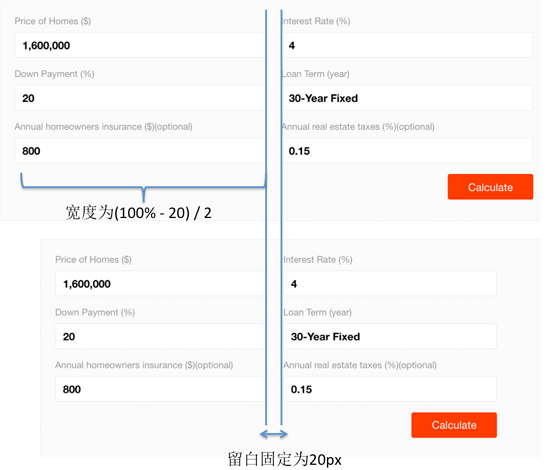 Price of Homes ($) Interest Rate (%)
1,600,000 4
Down Payment (%) Loan Term (year)
20 30-Year Fixed
Annual homeowners insurance ($)(optional) Annual real estate taxes (%)(optional)
800 0.15
Calculate
宽度为(100% - 20) / 2
Price of Homes ($) Interest Rate (%)
1,600,000 4
Down Payment (%) Loan Term (year)
20 30-Year Fixed
Annual homeowners insurance ($)(optional) Annual real estate taxes (%)(optional)
800 0.15
Calculate
留白固定为20px